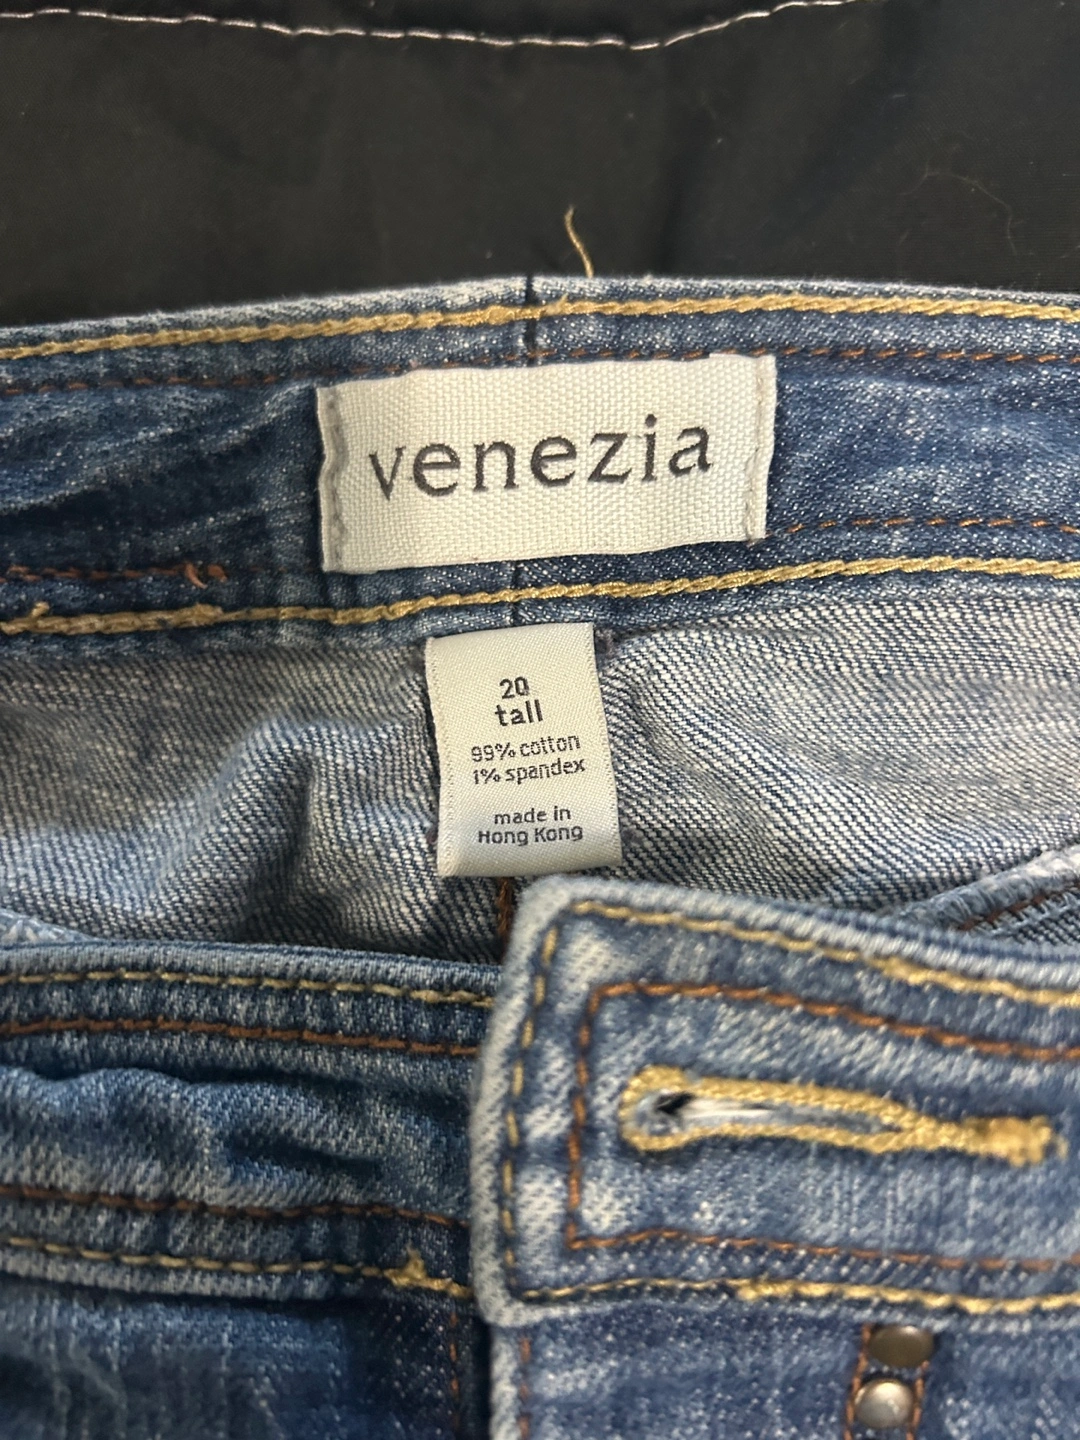 venezia
20
tall
99% cotton
1% spandex
made in
Hong Kong